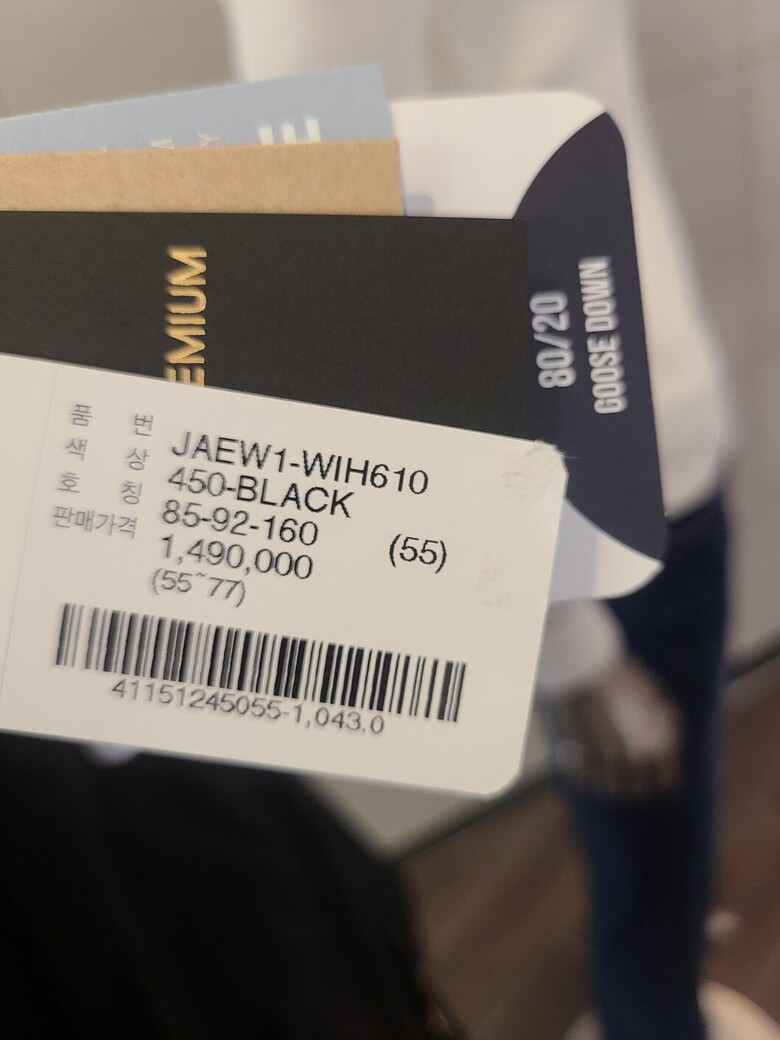 E
EMIUM
80/20
GOOSE DOWN
품 번 JAEW1-WIH610
색 상 450-BLACK
호 칭 85-92-160 (55)
판매가격 1,490,000
(55~77)
41151245055-1,043.0